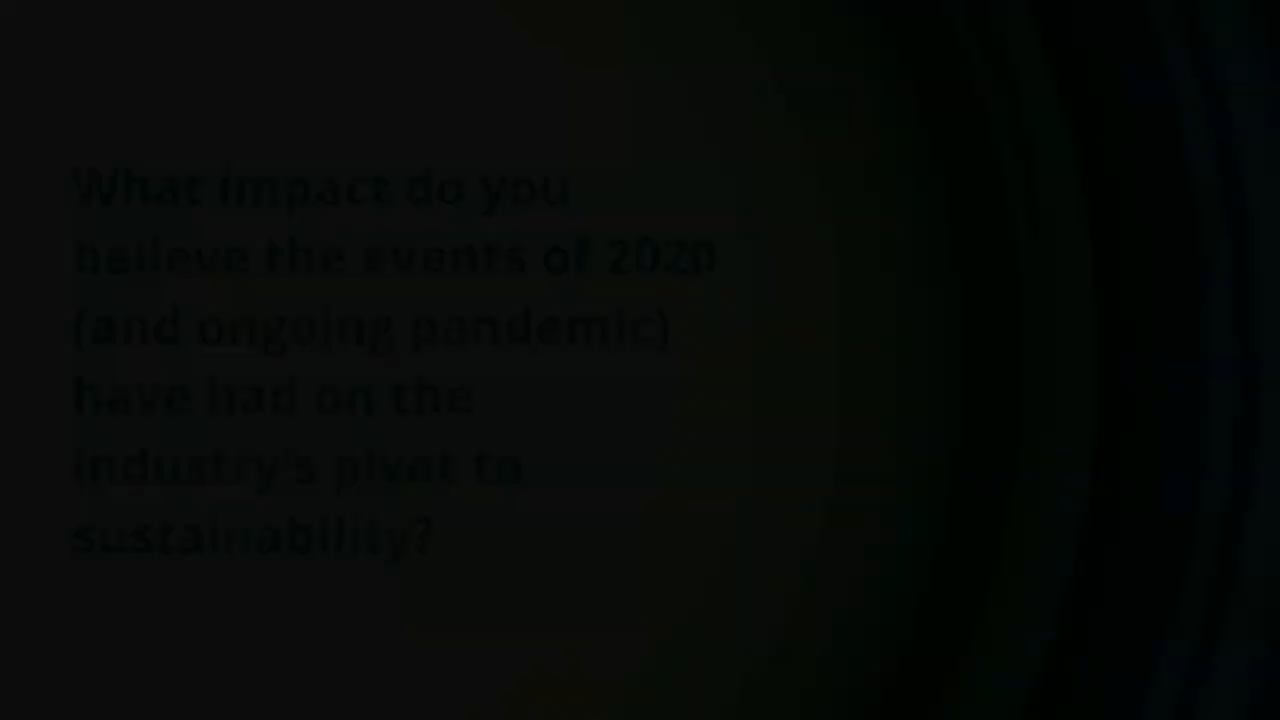 What impact do you
believe the events of 2020
(and ongoing pandemic)
have had on the
industry's pivot to
sustainability?